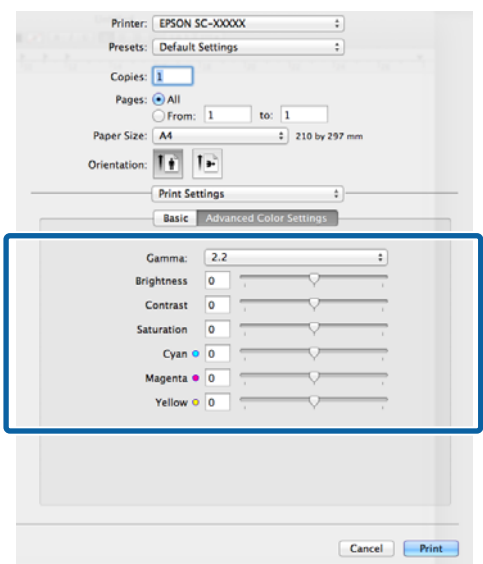 Printer: EPSON SC-XXXXX
Presets: Default Settings
Copies: 1
Pages: All
From: 1 to: 1
Paper Size: A4 210 by 297 mm
Orientation:
Print Settings
Basic Advanced Color Settings
Gamma: 2.2
Brightness 0
Contrast 0
Saturation 0
Cyan 0
Magenta 0
Yellow 0
Cancel Print